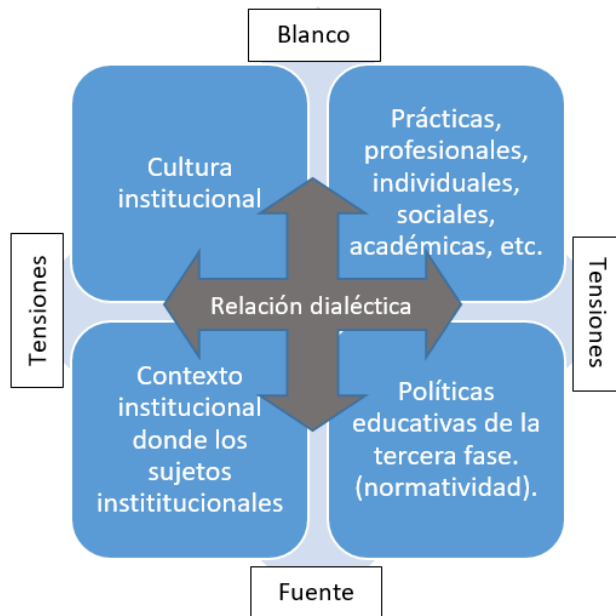 Blanco
Cultura
institucional
Prácticas,
profesionales,
individuales,
sociales,
académicas, etc.
Tensiones
Relación dialéctica
Tensiones
Contexto
institucional
donde los
sujetos
instititucionales
Políticas
educativas de la
tercera fase.
(normatividad).
Fuente